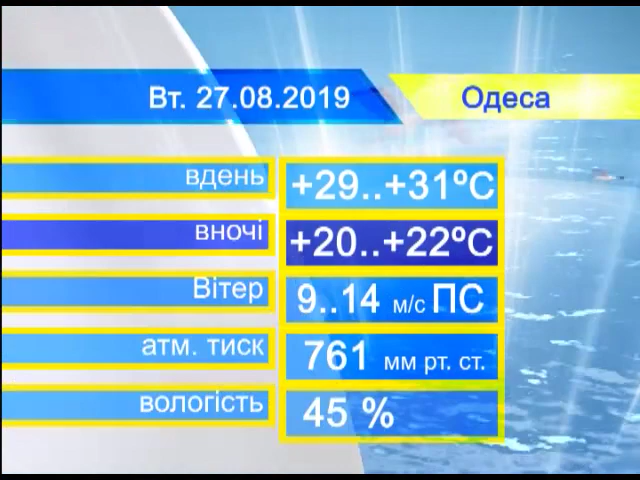 Вт. 27.08.2019
Одеса
вдень +29..+31ºC
вночі +20..+22ºC
Вітер 9..14 м/с ПС
атм. тиск 761 мм рт. ст.
вологість 45 %